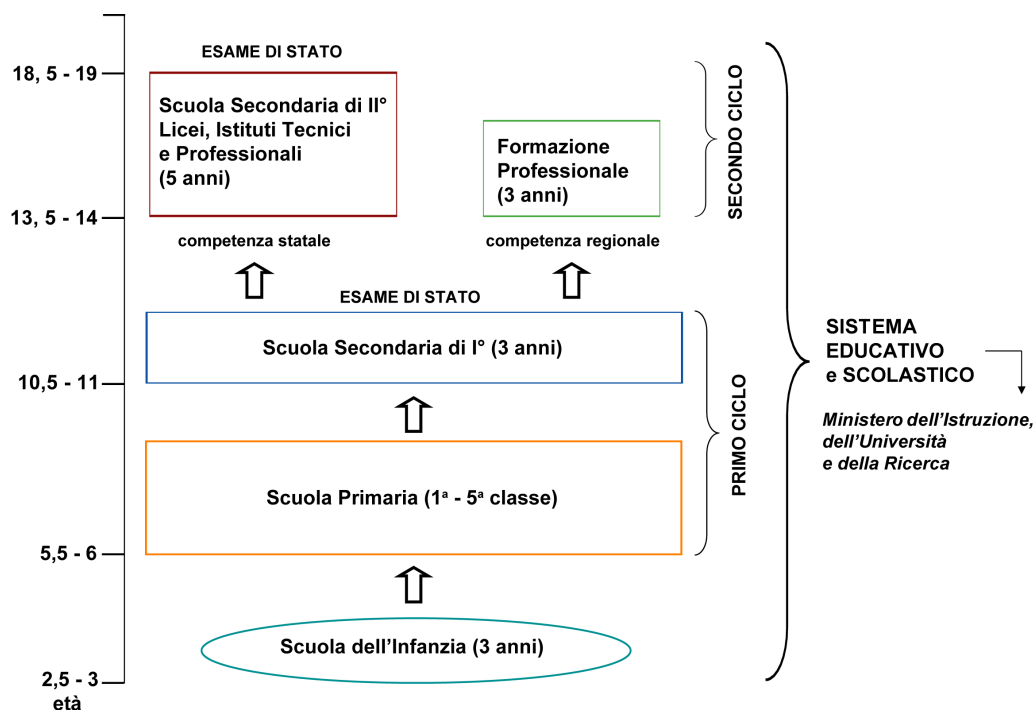 ESAME DI STATO
18, 5 - 19
Scuola Secondaria di II°
Licei, Istituti Tecnici
e Professionali
(5 anni)
Formazione
Professionale
(3 anni)
SECONDO CICLO
13, 5 - 14
competenza statale
competenza regionale
ESAME DI STATO
Scuola Secondaria di I° (3 anni)
10,5 - 11
PRIMO CICLO
SISTEMA
EDUCATIVO
e SCOLASTICO
Ministero dell'Istruzione,
dell'Università
e della Ricerca
Scuola Primaria (1ª - 5ª classe)
5,5 - 6
Scuola dell'Infanzia (3 anni)
2,5 - 3
età